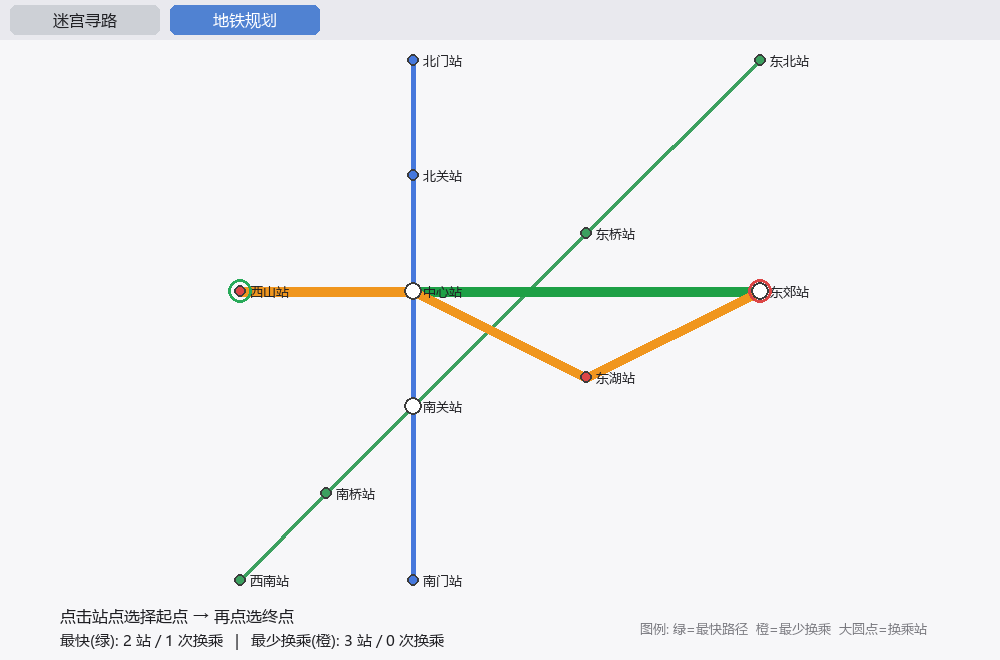 迷宫寻路
地铁规划
北门站
东北站
北关站
东桥站
西山站
中心站
东郊站
东湖站
南关站
南桥站
西南站
南门站
点击站点选择起点 → 再点选终点
最快(绿): 2 站 / 1 次换乘 | 最少换乘(橙): 3 站 / 0 次换乘
图例: 绿=最快路径 橙=最少换乘 大圆点=换乘站